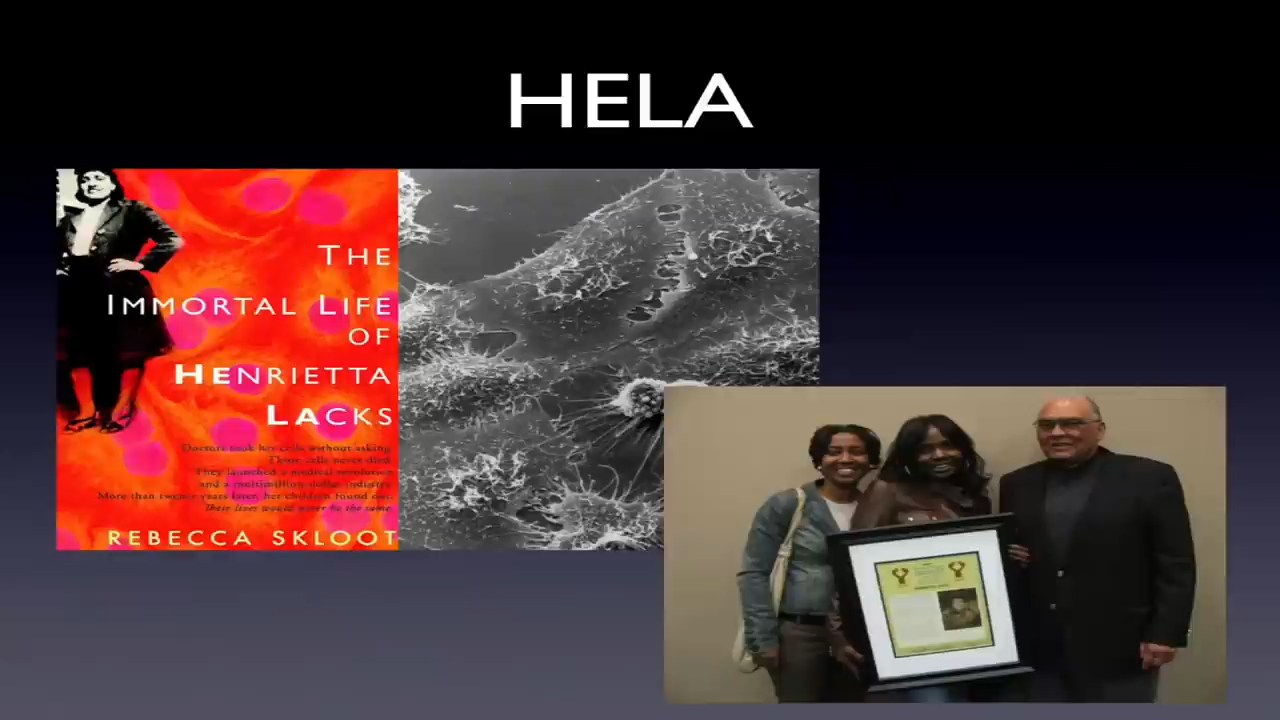 HELA
THE
IMMORTAL LIFE
OF
HENRIETTA
LACKS
Doctors took her cells without asking.
Those cells never died.
They launched a medical revolution
and a multimillion-dollar industry.
More than twenty years later, her children found out.
Their lives would never be the same.
REBECCA SKLOOT